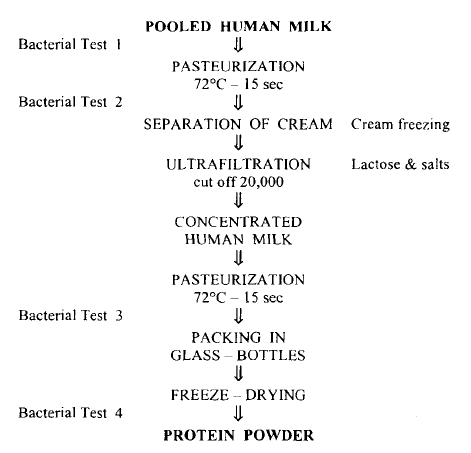 POOLED HUMAN MILK
Bacterial Test 1 ⇓
PASTEURIZATION
72°C – 15 sec
Bacterial Test 2 ⇓
SEPARATION OF CREAM Cream freezing
⇓
ULTRAFILTRATION Lactose & salts
cut off 20,000
⇓
CONCENTRATED
HUMAN MILK
⇓
PASTEURIZATION
72°C – 15 sec
Bacterial Test 3 ⇓
PACKING IN
GLASS – BOTTLES
⇓
FREEZE – DRYING
Bacterial Test 4 ⇓
PROTEIN POWDER